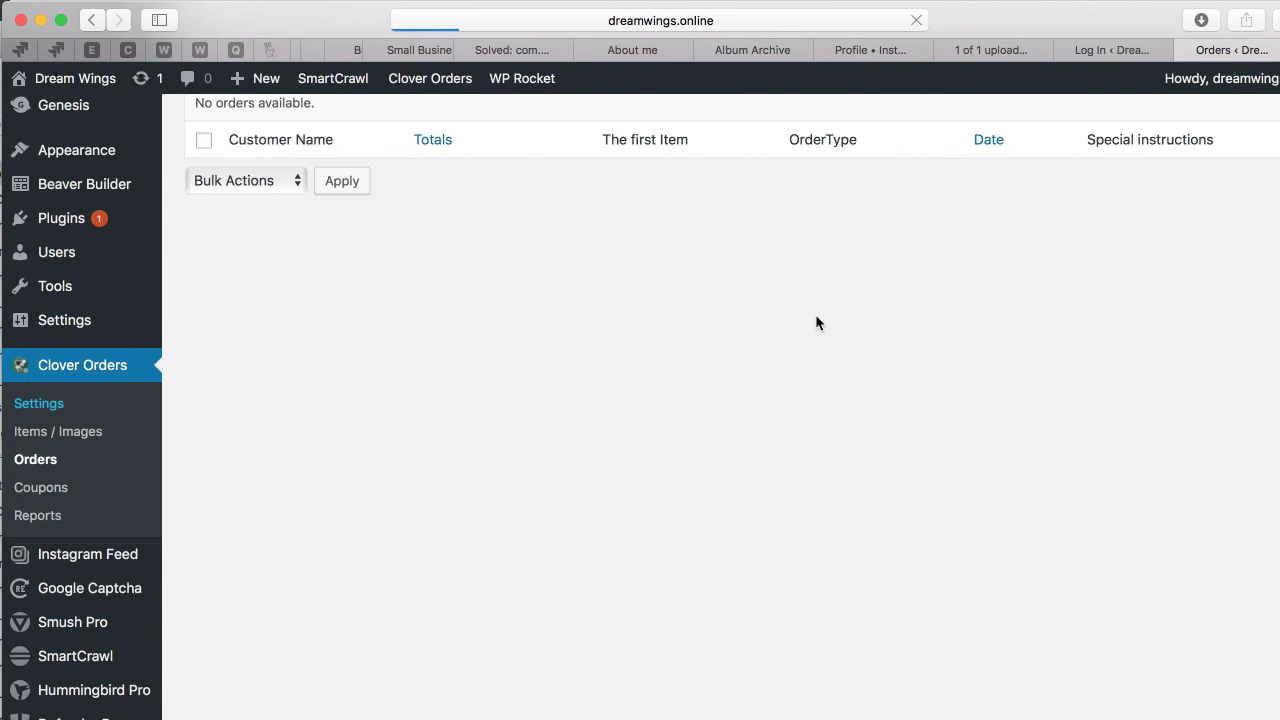 dreamwings.online
E C W W Q B Small Busine Solved: com.... About me Album Archive Profile • Inst... 1 of 1 upload... Log In ‹ Drea... Orders ‹ Dre...
Dream Wings 1 0 New SmartCrawl Clover Orders WP Rocket Howdy, dreamwing
Genesis
Appearance
Beaver Builder
Plugins 1
Users
Tools
Settings
Clover Orders
Settings
Items / Images
Orders
Coupons
Reports
Instagram Feed
Google Captcha
Smush Pro
SmartCrawl
Hummingbird Pro
No orders available.
Customer Name Totals The first Item OrderType Date Special instructions
Bulk Actions Apply